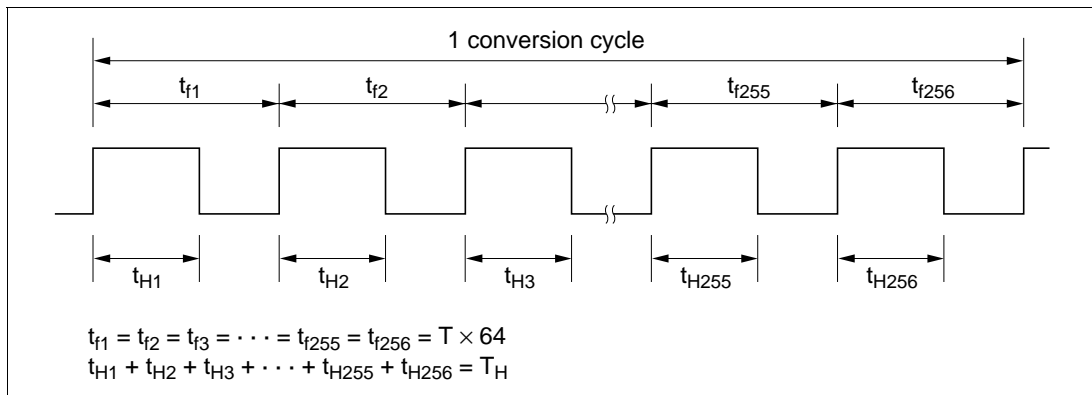 1 conversion cycle
tf1 tf2 tf255 tf256
tH1 tH2 tH3 tH255 tH256
tf1 = tf2 = tf3 = · · · = tf255 = tf256 = T × 64
tH1 + tH2 + tH3 + · · · + tH255 + tH256 = TH